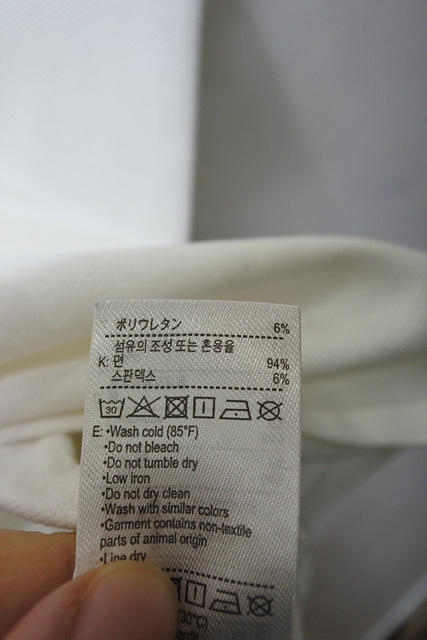 ポリウレタン 6%
섬유의 조성 또는 혼용율
K: 면 94%
스판덱스 6%
30
E: •Wash cold (85°F)
•Do not bleach
•Do not tumble dry
•Low iron
•Do not dry clean
•Wash with similar colors
•Garment contains non-textile
parts of animal origin
•Line dry
30°C)